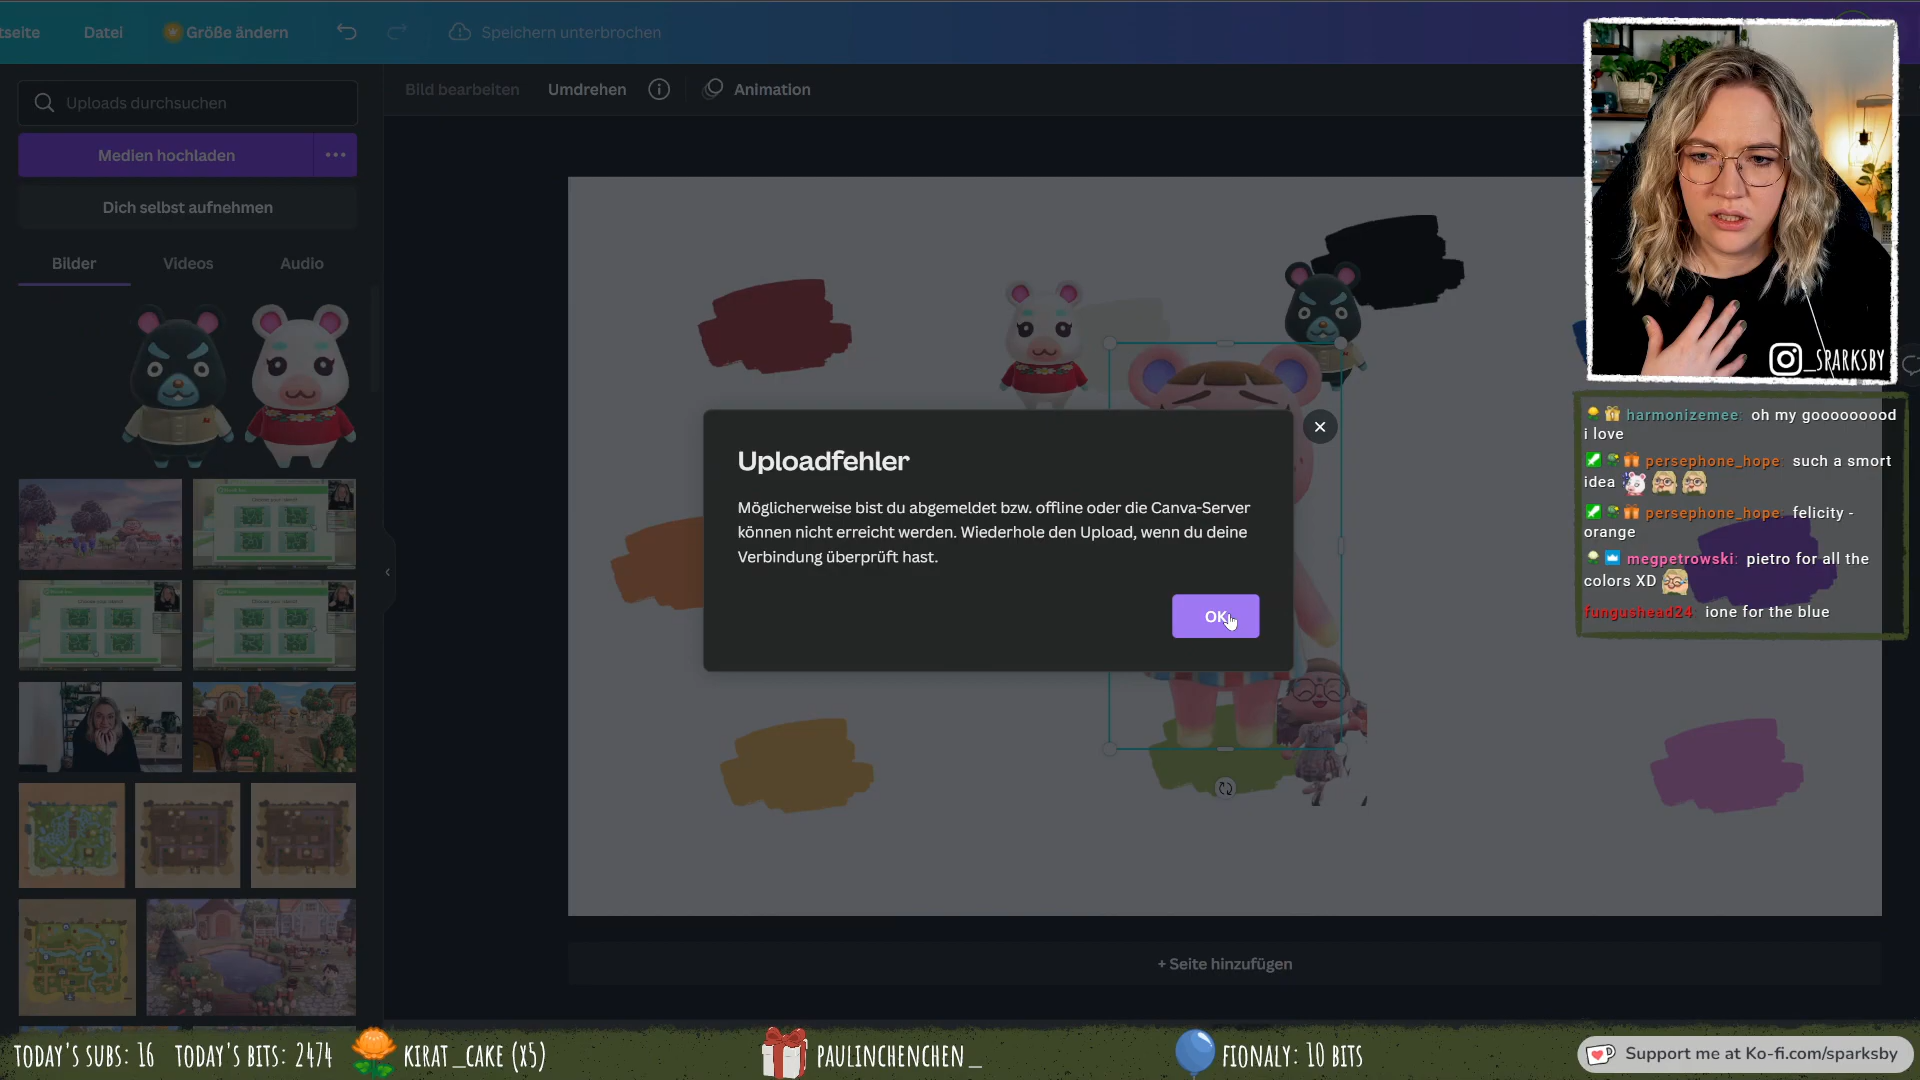 tseite
Datei
Größe ändern
Speichern unterbrochen
Uploads durchsuchen
Medien hochladen
Dich selbst aufnehmen
Bilder
Videos
Audio
Bild bearbeiten
Umdrehen
Animation
Uploadfehler
Möglicherweise bist du abgemeldet bzw. offline oder die Canva-Server
können nicht erreicht werden. Wiederhole den Upload, wenn du deine
Verbindung überprüft hast.
OK
+ Seite hinzufügen
_SPARKSBY
harmonizemee: oh my goooooood
i love
persephone_hope: such a smort
idea
persephone_hope: felicity -
orange
megpetrowski: pietro for all the
colors XD
fungushead24: ione for the blue
TODAY'S SUBS: 16
TODAY'S BITS: 2474
KIRAT_CAKE (X5)
PAULINCHENCHEN_
FIONALY: 10 BITS
Support me at Ko-fi.com/sparksby